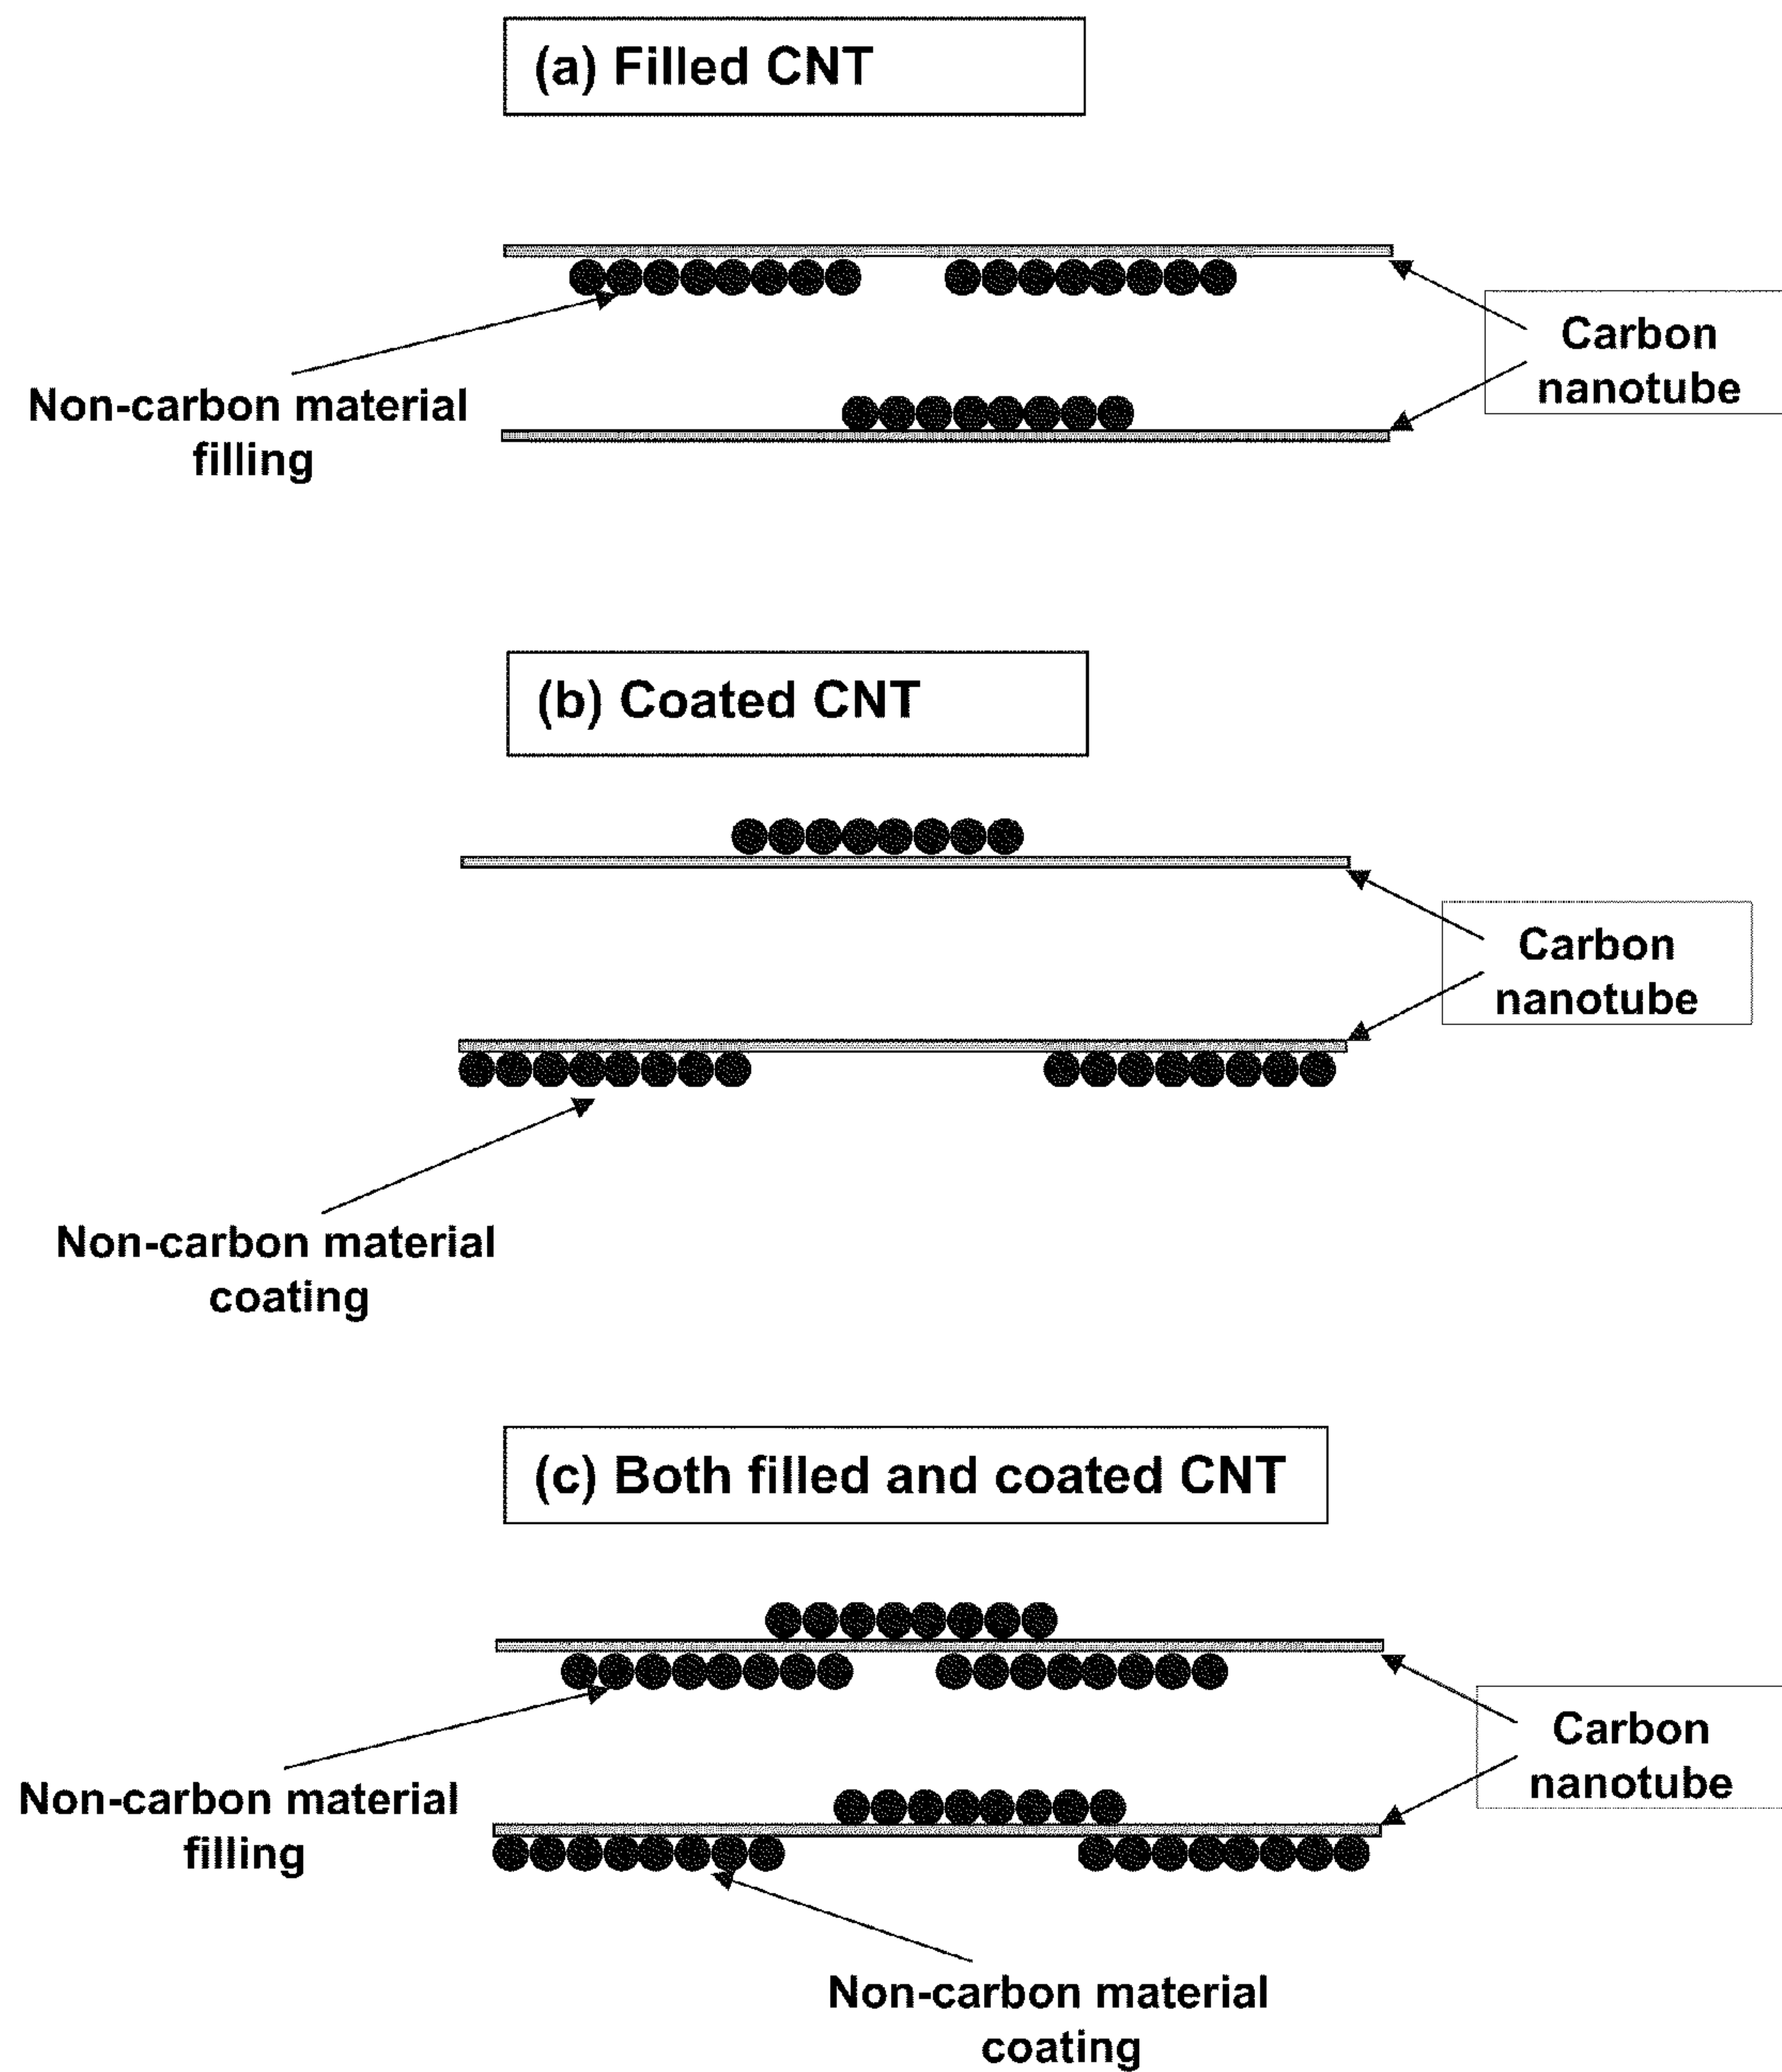 (a) Filled CNT
Carbon
nanotube
Non-carbon material
filling
(b) Coated CNT
Carbon
nanotube
Non-carbon material
coating
(c) Both filled and coated CNT
Carbon
nanotube
Non-carbon material
filling
Non-carbon material
coating